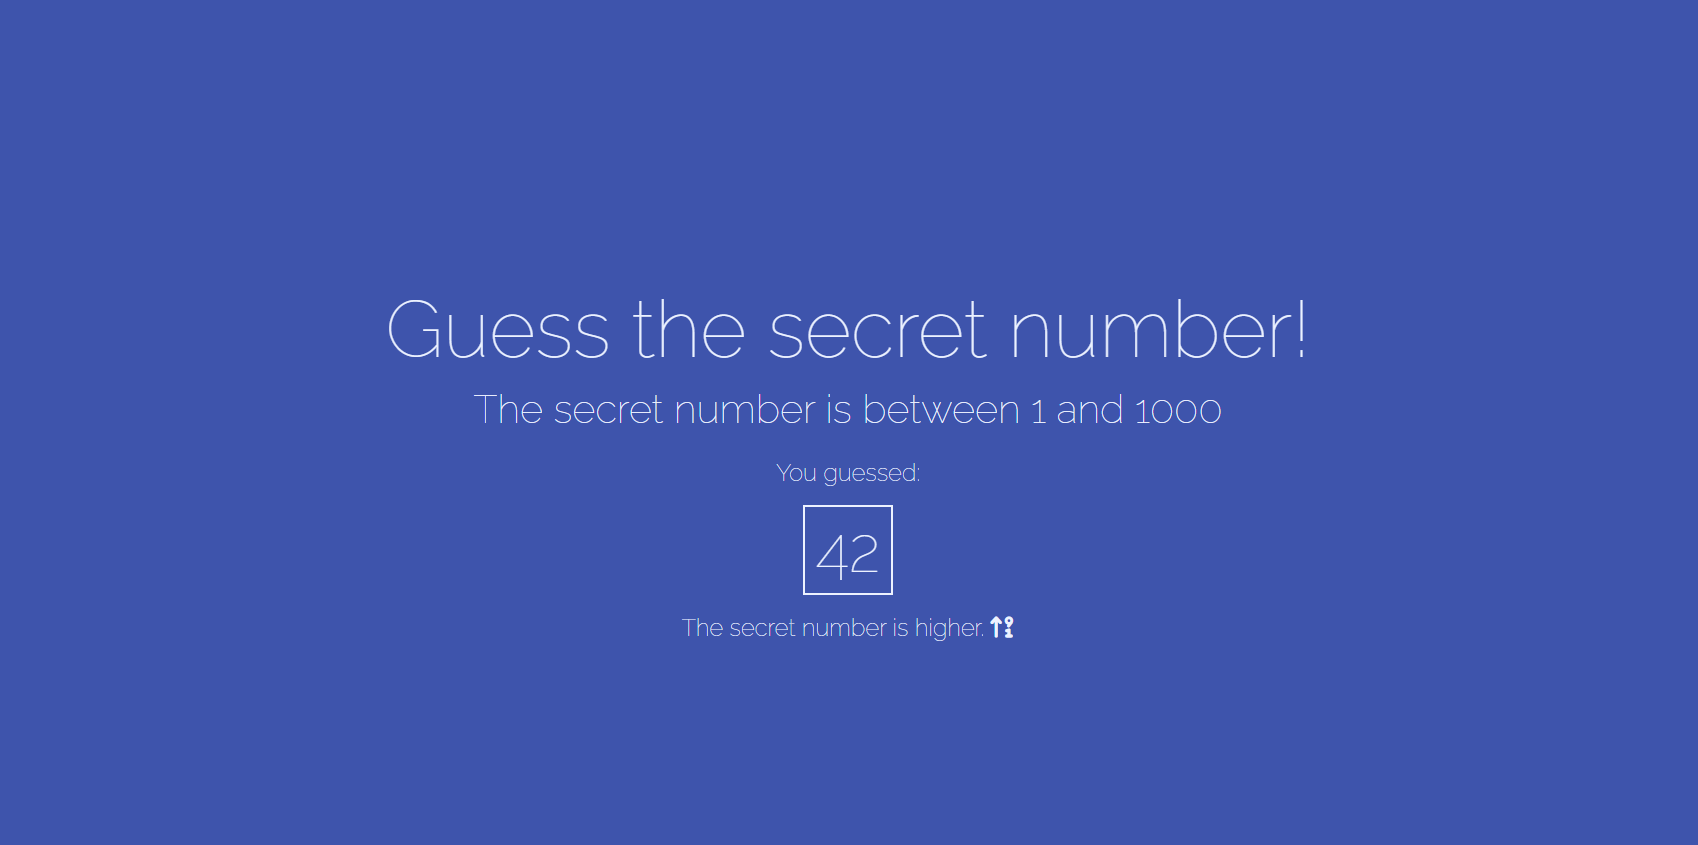 Guess the secret number!
The secret number is between 1 and 1000
You guessed:
42
The secret number is higher.